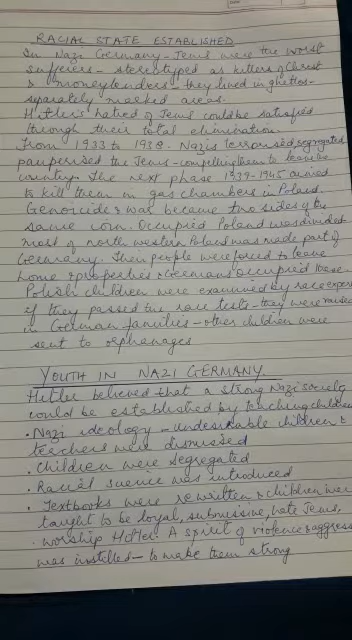 RACIAL STATE ESTABLISHED
In Nazi Germany - Jews were the worst
sufferers - stereotyped as killers of Christ
& moneylenders - they lived in ghettos -
separately marked areas.
Hitler's hatred of Jews could be satisfied
through their total elimination.
From 1933 to 1938 - Nazis terrorised, segregated
pauperised the Jews - compelling them to leave the
country. The next phase 1939-1945 aimed
to kill them in gas chambers in Poland.
Genocide & war became two sides of the
same coin. Occupied Poland was divided
most of north western Poland was made part of
Germany. Then people were forced to leave
home & properties & Germans occupied these.
Polish children were examined by race experts
if they passed the race tests - they were raised
in German families - other children were
sent to orphanages
YOUTH IN NAZI GERMANY
Hitler believed that a strong Nazi society
could be established by teaching children
• Nazi ideology - undesirable children &
teachers were dismissed
• Children were segregated
• Racial science was introduced
• Textbooks were rewritten & children were
taught to be loyal, submissive, hate Jews,
• worship Hitler. A spirit of violence & aggress
was instilled - to make them strong